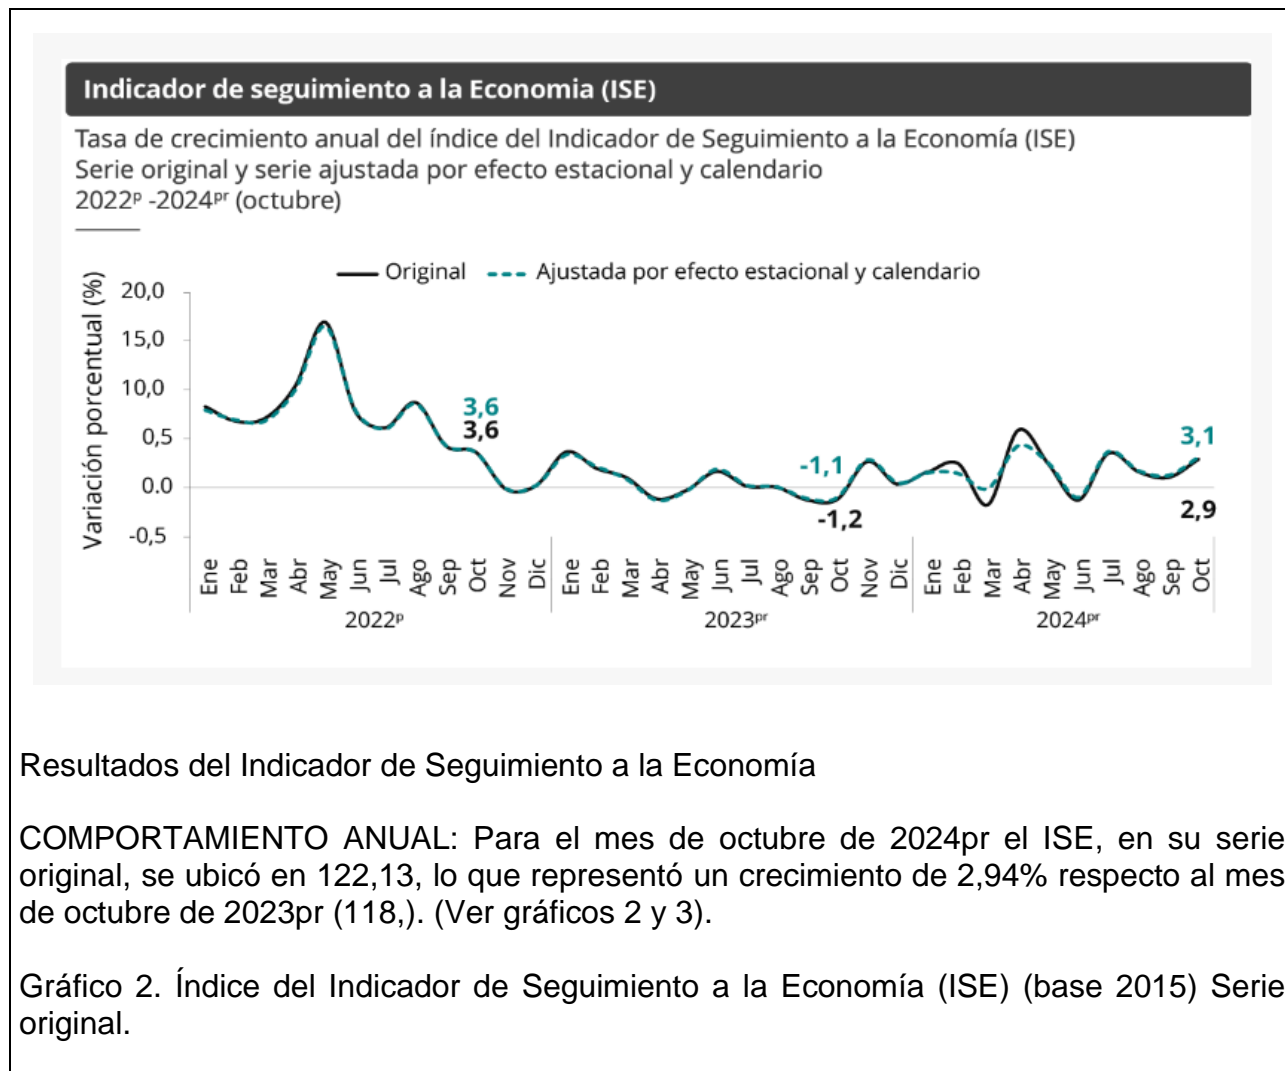 Indicador de seguimiento a la Economia (ISE)
Tasa de crecimiento anual del índice del Indicador de Seguimiento a la Economía (ISE)
Serie original y serie ajustada por efecto estacional y calendario
2022ᵖ -2024ᵖʳ (octubre)
Original Ajustada por efecto estacional y calendario
Variación porcentual (%)
20,0
15,0
10,0
0,5
0.0
-0,5
3,6
3,6
-1,1
-1,2
3,1
2,9
Ene Feb Mar Abr May Jun Jul Ago Sep Oct Nov Dic Ene Feb Mar Abr May Jun Jul Ago Sep Oct Nov Dic Ene Feb Mar Abr May Jun Jul Ago Sep Oct
2022ᵖ 2023ᵖʳ 2024ᵖʳ
Resultados del Indicador de Seguimiento a la Economía
COMPORTAMIENTO ANUAL: Para el mes de octubre de 2024pr el ISE, en su serie
original, se ubicó en 122,13, lo que representó un crecimiento de 2,94% respecto al mes
de octubre de 2023pr (118,). (Ver gráficos 2 y 3).
Gráfico 2. Índice del Indicador de Seguimiento a la Economía (ISE) (base 2015) Serie
original.